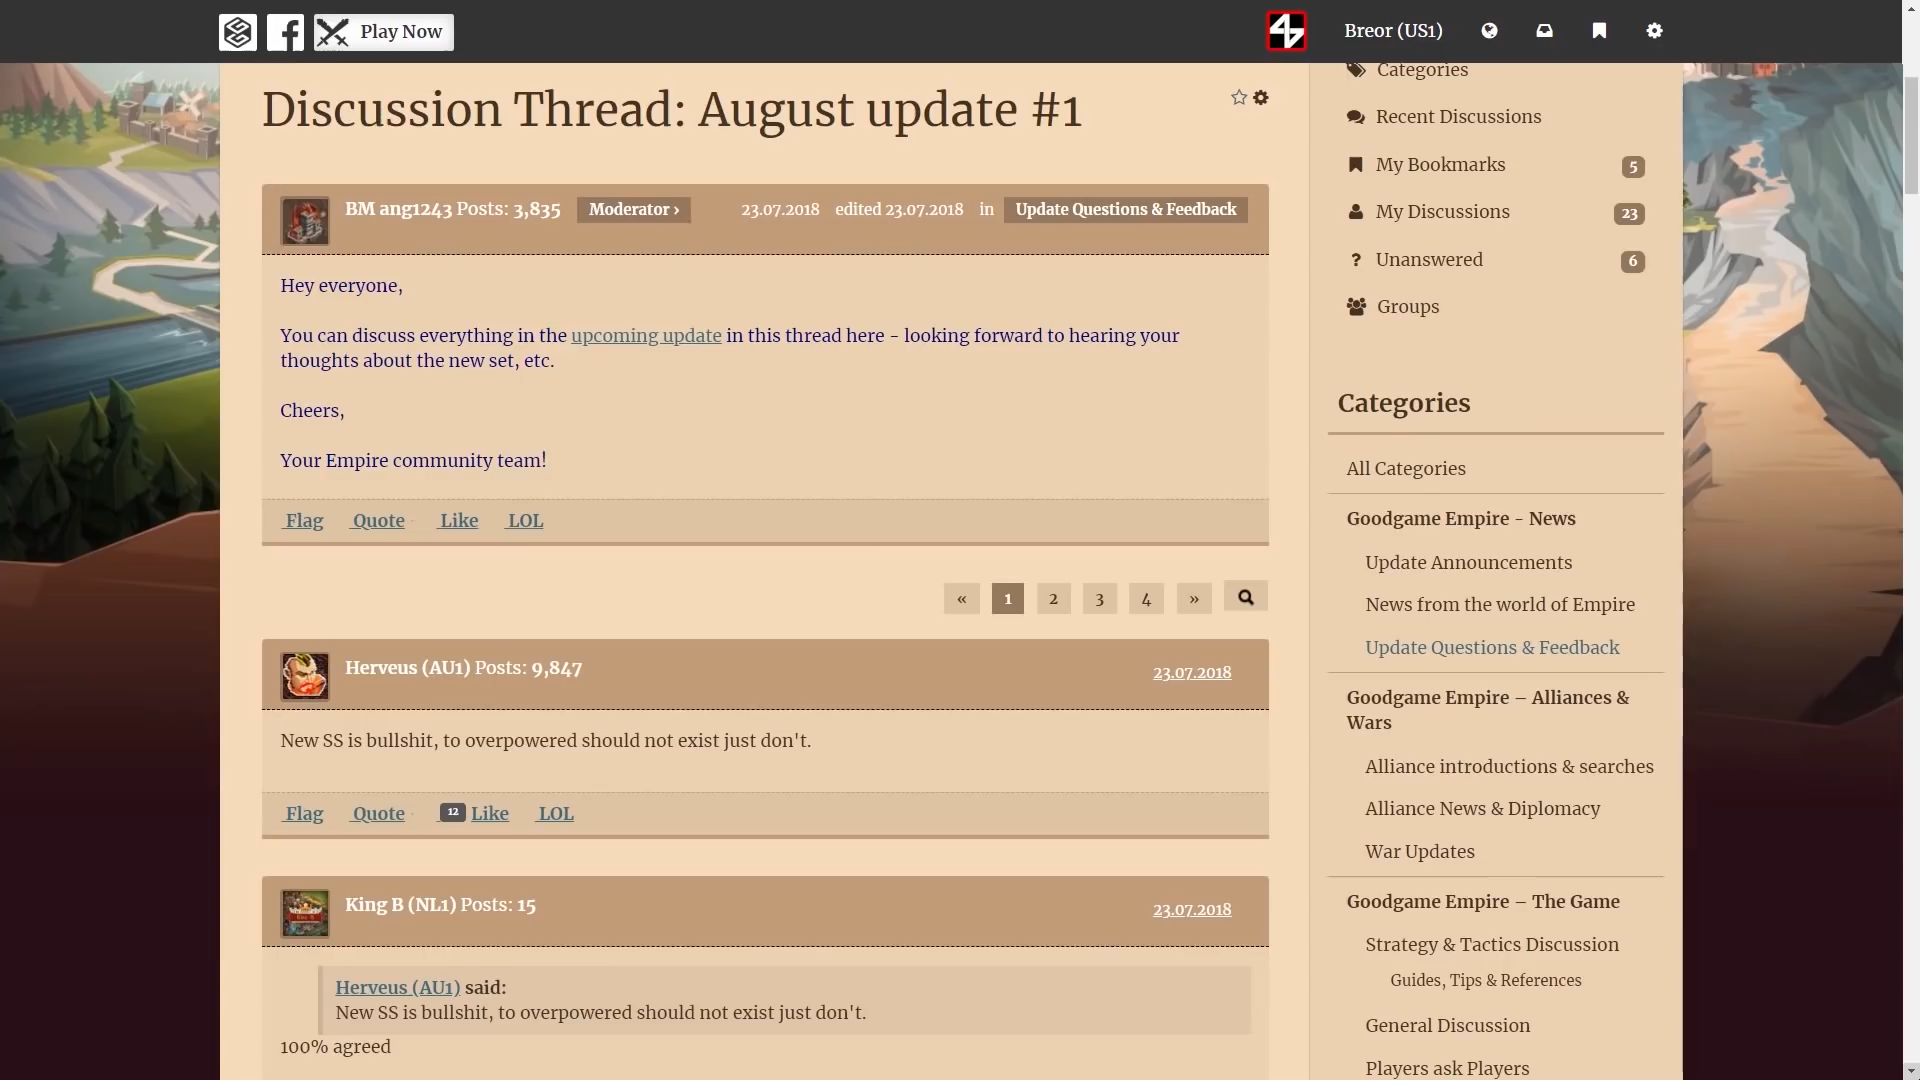 Play Now
Breor (US1)
Discussion Thread: August update #1
BM ang1243 Posts: 3,835 Moderator › 23.07.2018 edited 23.07.2018 in Update Questions & Feedback
Hey everyone,
You can discuss everything in the upcoming update in this thread here - looking forward to hearing your
thoughts about the new set, etc.
Cheers,
Your Empire community team!
Flag Quote Like LOL
« 1 2 3 4 »
Herveus (AU1) Posts: 9,847 23.07.2018
New SS is bullshit, to overpowered should not exist just don't.
Flag Quote 12 Like LOL
King B (NL1) Posts: 15 23.07.2018
Herveus (AU1) said:
New SS is bullshit, to overpowered should not exist just don't.
100% agreed
Categories
Recent Discussions
My Bookmarks 5
My Discussions 23
? Unanswered 6
Groups
Categories
All Categories
Goodgame Empire - News
Update Announcements
News from the world of Empire
Update Questions & Feedback
Goodgame Empire – Alliances &
Wars
Alliance introductions & searches
Alliance News & Diplomacy
War Updates
Goodgame Empire – The Game
Strategy & Tactics Discussion
Guides, Tips & References
General Discussion
Players ask Players